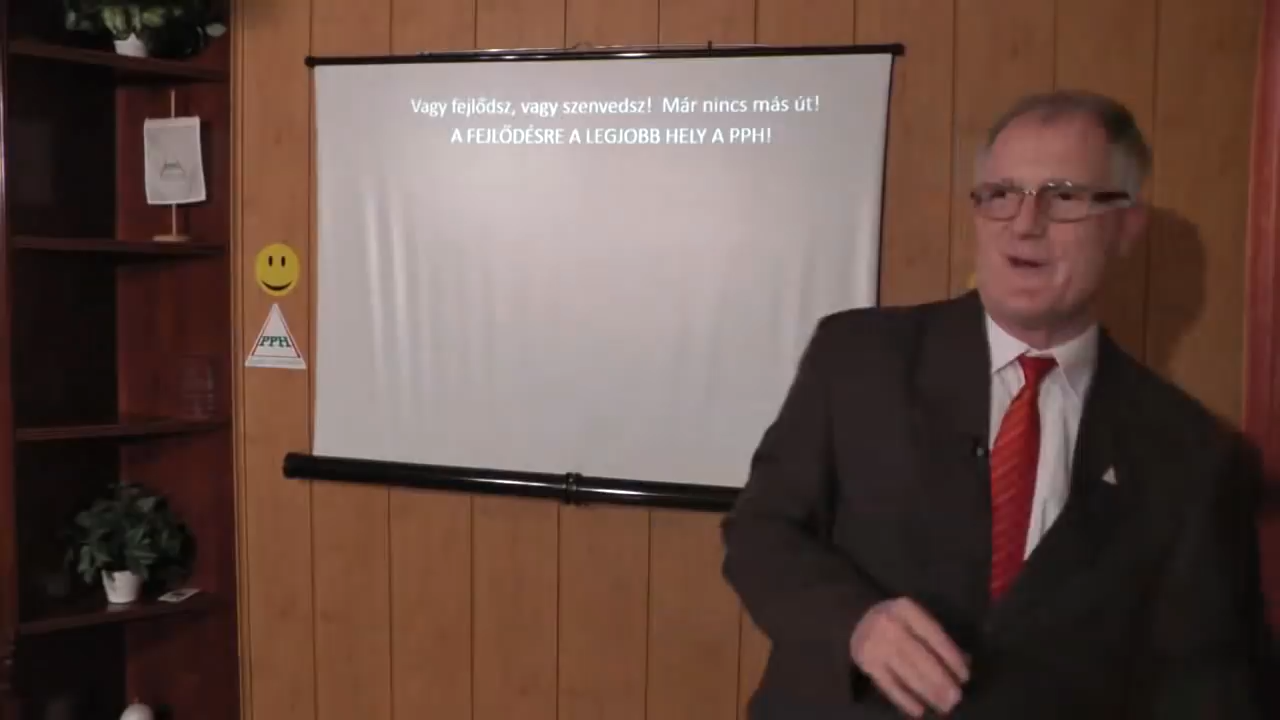 Vagy fejlődsz, vagy szenvedsz!  Már nincs más út!
A FEJLŐDÉSRE A LEGJOBB HELY A PPH!
PPH